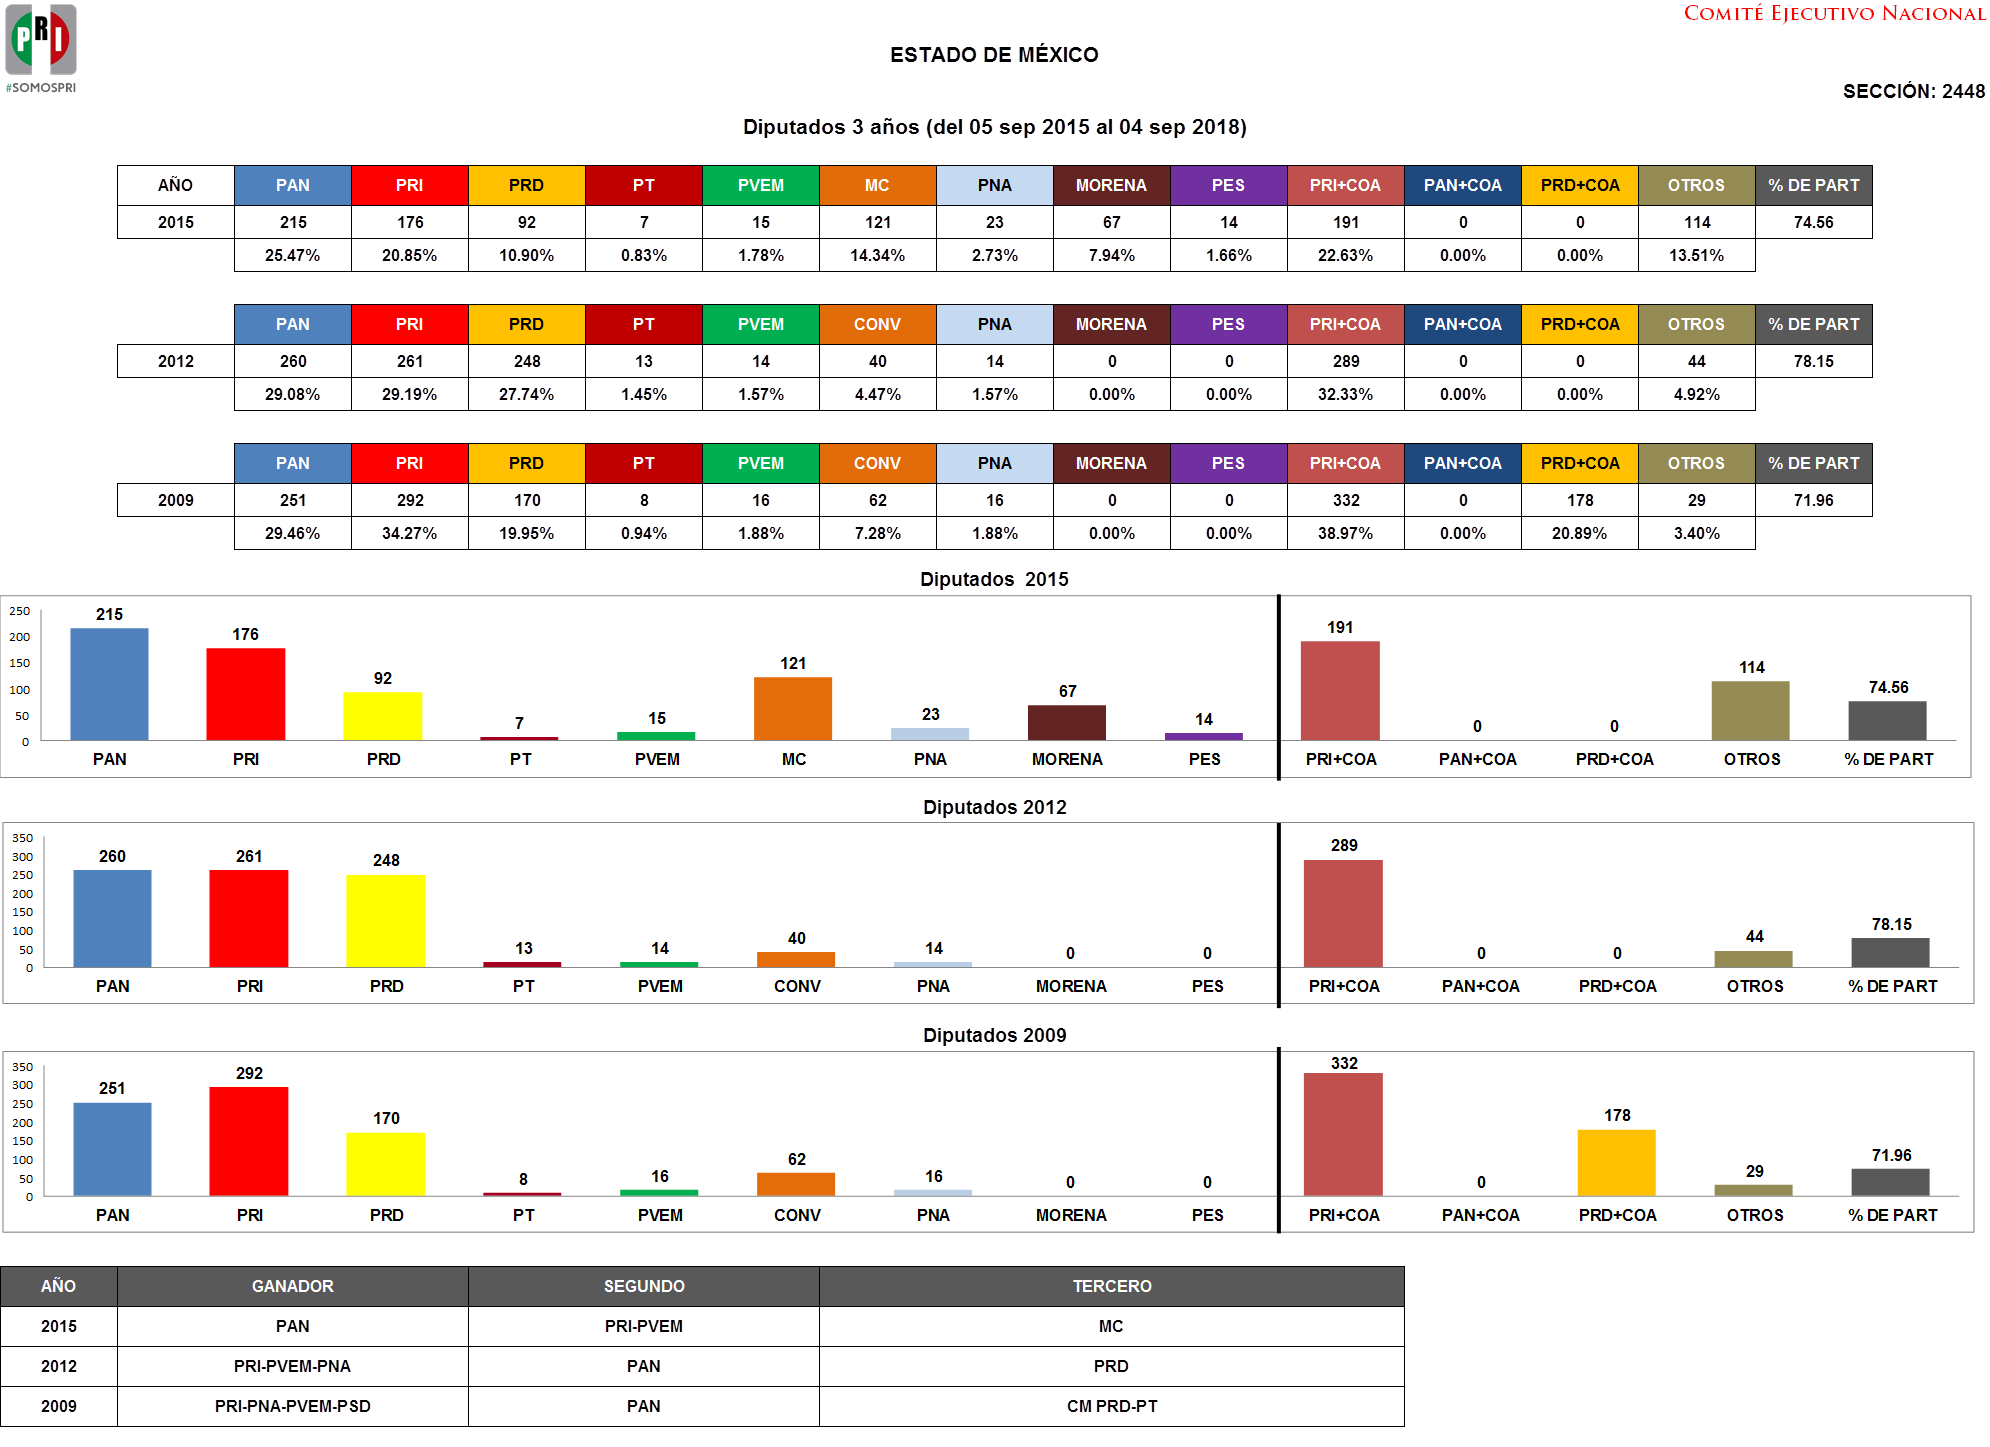 PRI
#SOMOSPRI
COMITÉ EJECUTIVO NACIONAL
ESTADO DE MÉXICO
SECCIÓN: 2448
Diputados 3 años (del 05 sep 2015 al 04 sep 2018)
AÑO PAN PRI PRD PT PVEM MC PNA MORENA PES PRI+COA PAN+COA PRD+COA OTROS % DE PART
2015 215 176 92 7 15 121 23 67 14 191 0 0 114 74.56
25.47% 20.85% 10.90% 0.83% 1.78% 14.34% 2.73% 7.94% 1.66% 22.63% 0.00% 0.00% 13.51%
PAN PRI PRD PT PVEM CONV PNA MORENA PES PRI+COA PAN+COA PRD+COA OTROS % DE PART
2012 260 261 248 13 14 40 14 0 0 289 0 0 44 78.15
29.08% 29.19% 27.74% 1.45% 1.57% 4.47% 1.57% 0.00% 0.00% 32.33% 0.00% 0.00% 4.92%
PAN PRI PRD PT PVEM CONV PNA MORENA PES PRI+COA PAN+COA PRD+COA OTROS % DE PART
2009 251 292 170 8 16 62 16 0 0 332 0 178 29 71.96
29.46% 34.27% 19.95% 0.94% 1.88% 7.28% 1.88% 0.00% 0.00% 38.97% 0.00% 20.89% 3.40%
Diputados 2015
250
200
150
100
50
0
215 176 92 7 15 121 23 67 14 191 0 0 114 74.56
PAN PRI PRD PT PVEM MC PNA MORENA PES PRI+COA PAN+COA PRD+COA OTROS % DE PART
Diputados 2012
350
300
250
200
150
100
50
0
260 261 248 13 14 40 14 0 0 289 0 0 44 78.15
PAN PRI PRD PT PVEM CONV PNA MORENA PES PRI+COA PAN+COA PRD+COA OTROS % DE PART
Diputados 2009
350
300
250
200
150
100
50
0
251 292 170 8 16 62 16 0 0 332 0 178 29 71.96
PAN PRI PRD PT PVEM CONV PNA MORENA PES PRI+COA PAN+COA PRD+COA OTROS % DE PART
AÑO GANADOR SEGUNDO TERCERO
2015 PAN PRI-PVEM MC
2012 PRI-PVEM-PNA PAN PRD
2009 PRI-PNA-PVEM-PSD PAN CM PRD-PT